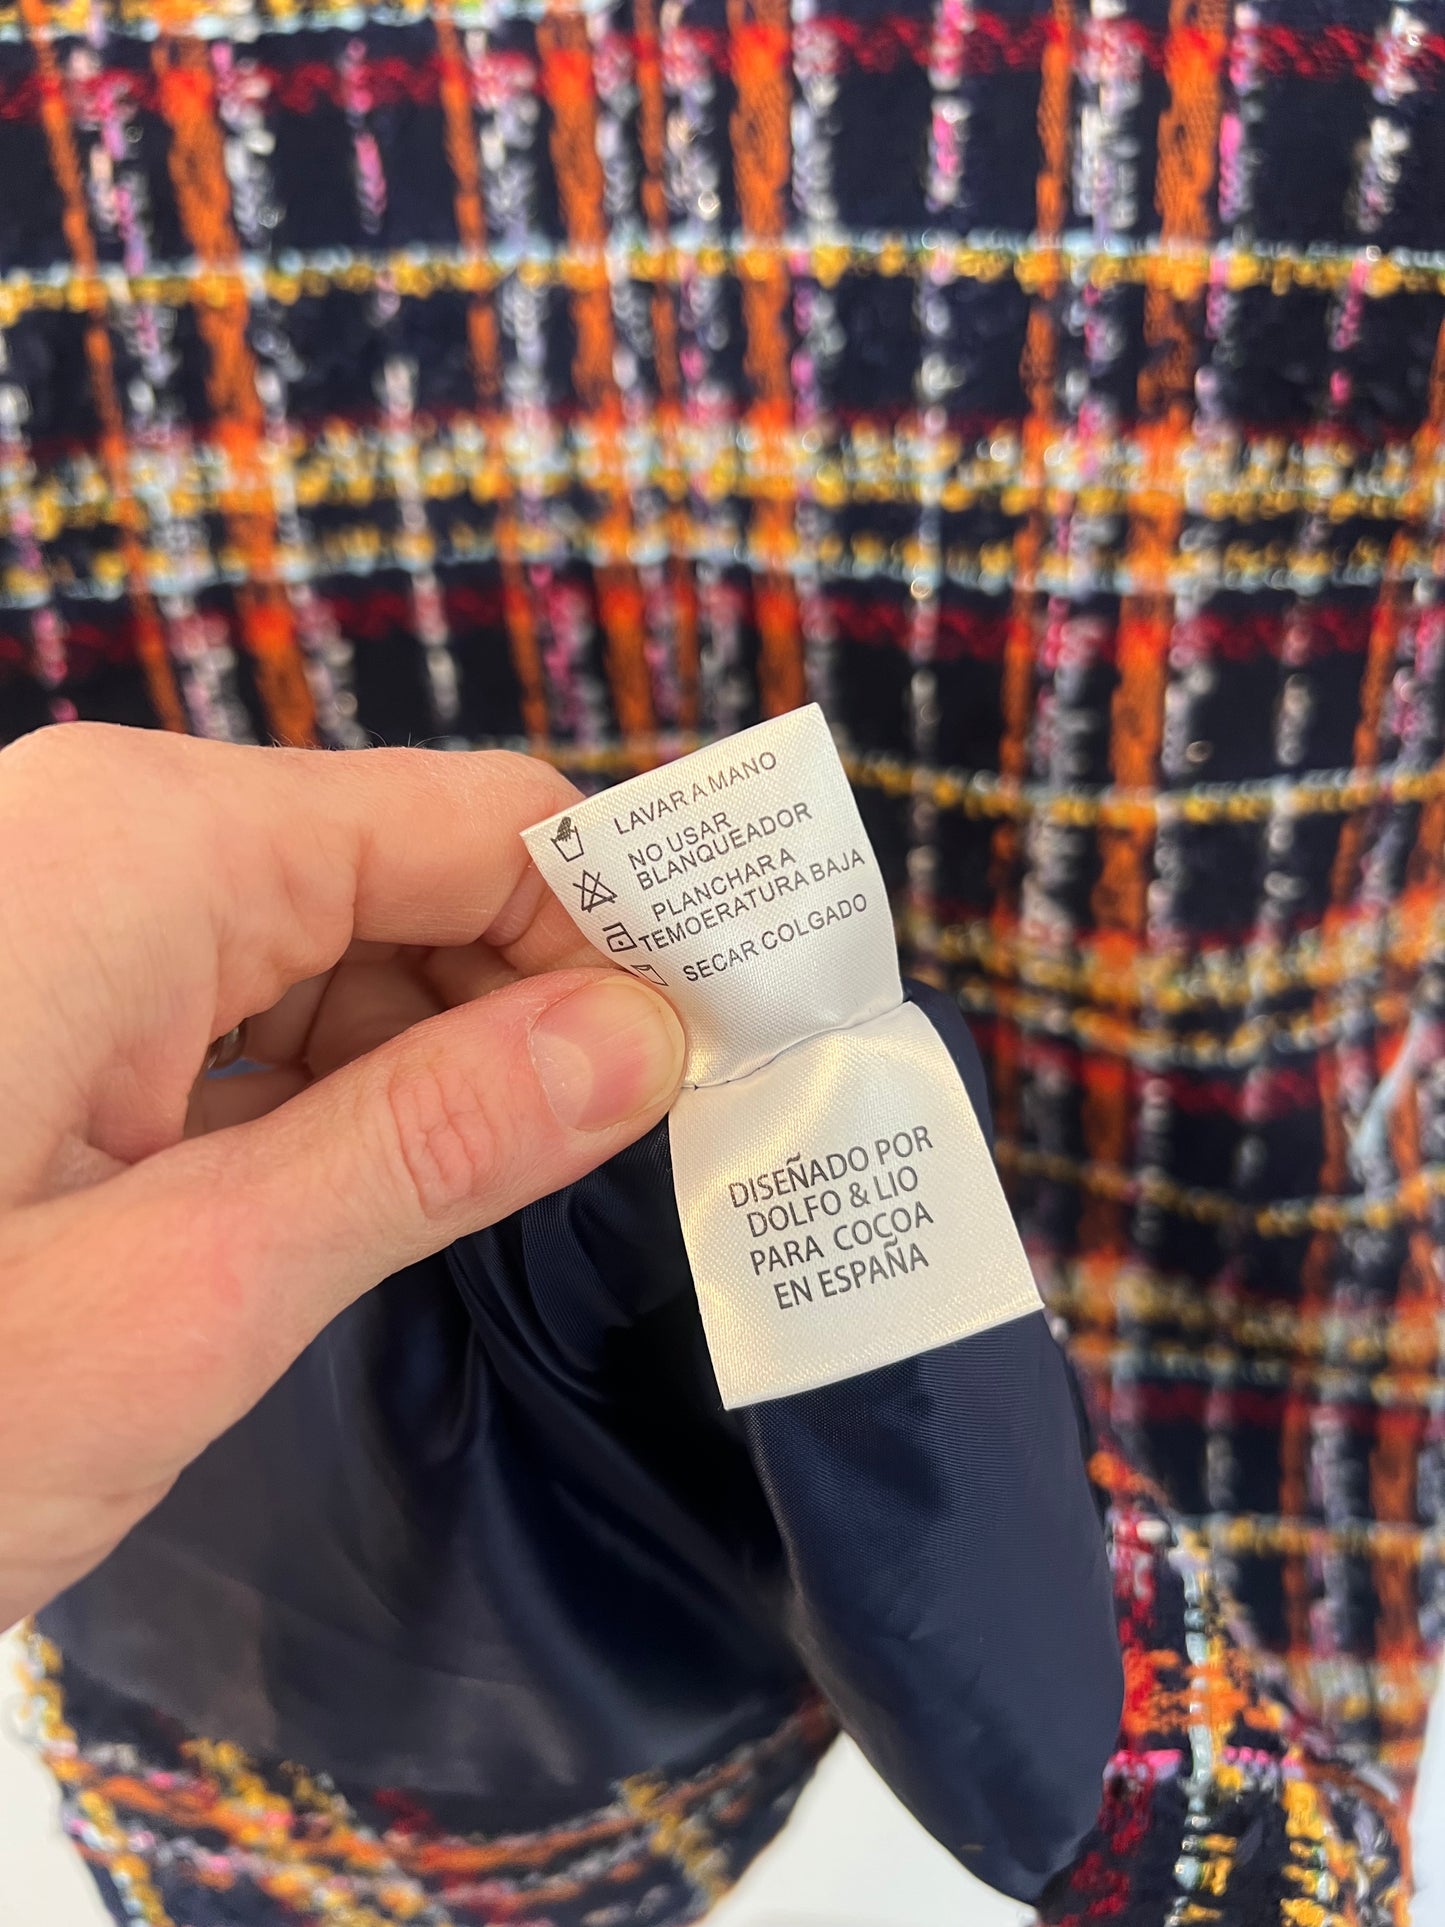 LAVAR A MANO
NO USAR
BLANQUEADOR
PLANCHAR A
TEMOERATURA BAJA
SECAR COLGADO
DISEÑADO POR
DOLFO & LIO
PARA COCOA
EN ESPAÑA